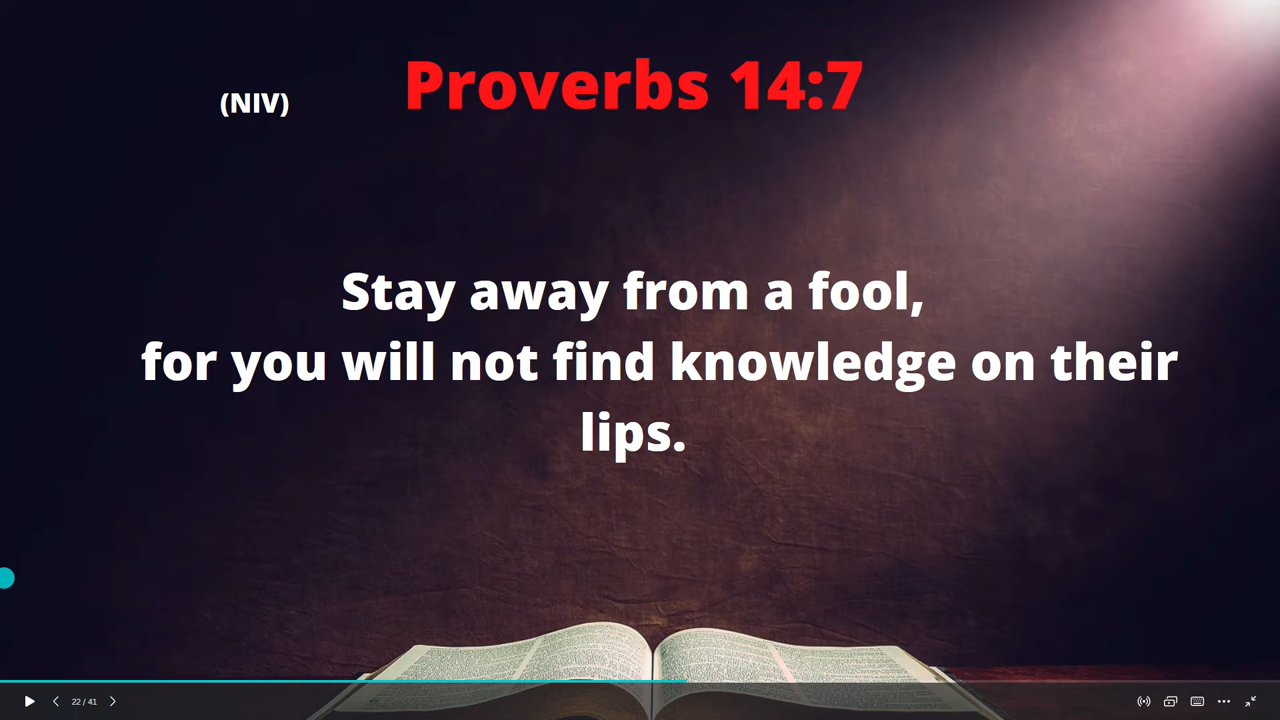 (NIV)
Proverbs 14:7
Stay away from a fool,
for you will not find knowledge on their
lips.
22 / 41